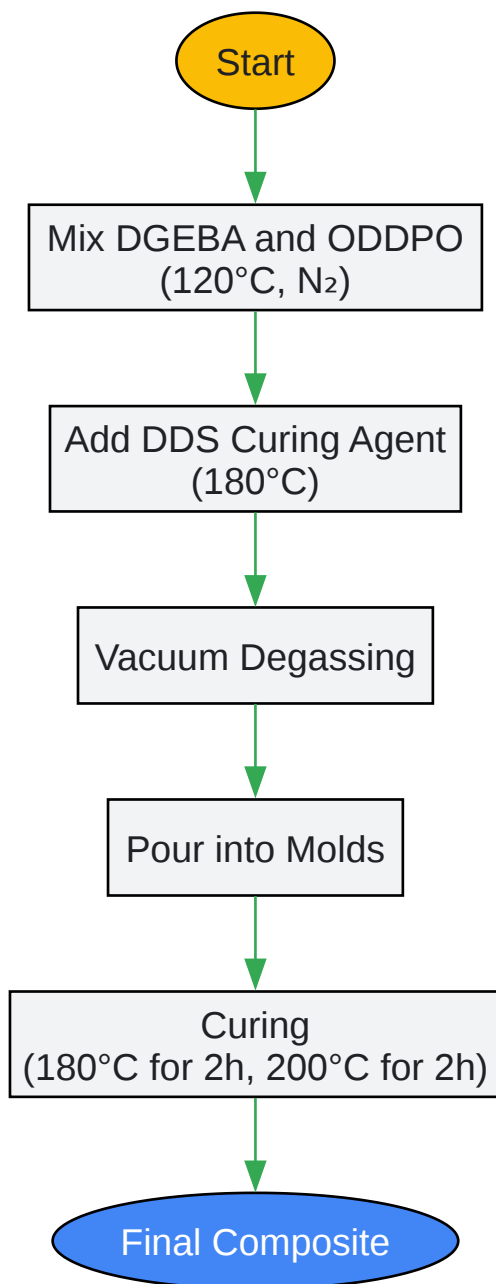 Start
Mix DGEBA and ODDPO
(120°C, N₂)
Add DDS Curing Agent
(180°C)
Vacuum Degassing
Pour into Molds
Curing
(180°C for 2h, 200°C for 2h)
Final Composite